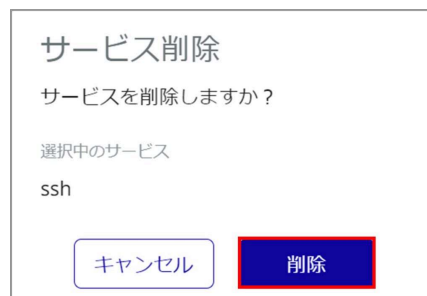 サービス削除
サービスを削除しますか？
選択中のサービス
ssh
キャンセル
削除